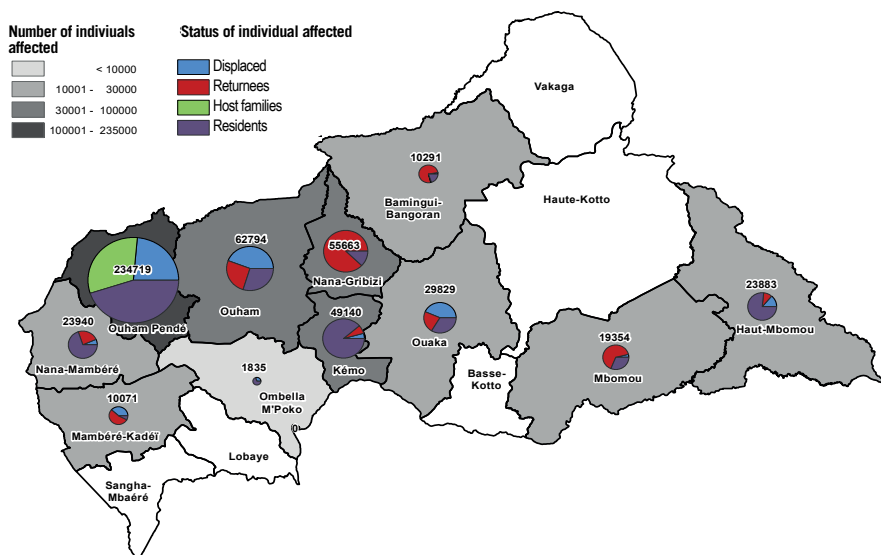 Number of indiviuals
affected
< 10000
10001 - 30000
30001 - 100000
100001 - 235000
Status of individual affected
Displaced
Returnees
Host families
Residents
Vakaga
10291
Bamingui-
Bangoran
Haute-Kotto
62794
Ouham
55663
Nana-Gribizi
234719
Ouham Pendé
23940
Nana-Mambéré
49140
Kémo
29829
Ouaka
23883
Haut-Mbomou
19354
Mbomou
Basse-
Kotto
1835
Ombella
M'Poko
(0)
10071
Mambéré-Kadéï
Lobaye
Sangha-
Mbaéré